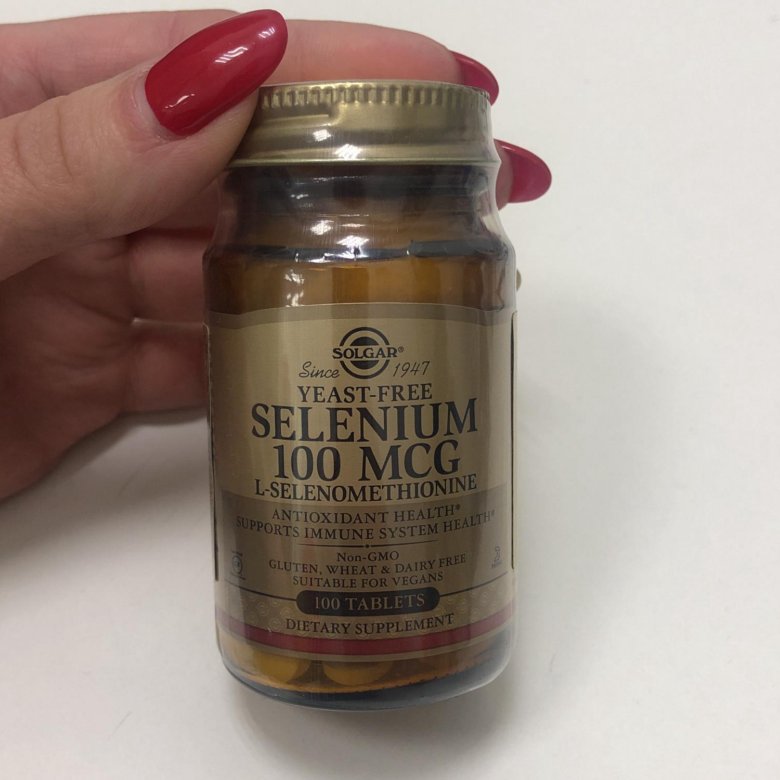 SOLGAR®
Since 1947
YEAST-FREE
SELENIUM
100 MCG
L-SELENOMETHIONINE
ANTIOXIDANT HEALTH*
SUPPORTS IMMUNE SYSTEM HEALTH*
NON-GMO
GLUTEN, WHEAT & DAIRY FREE
SUITABLE FOR VEGANS
100 TABLETS
DIETARY SUPPLEMENT